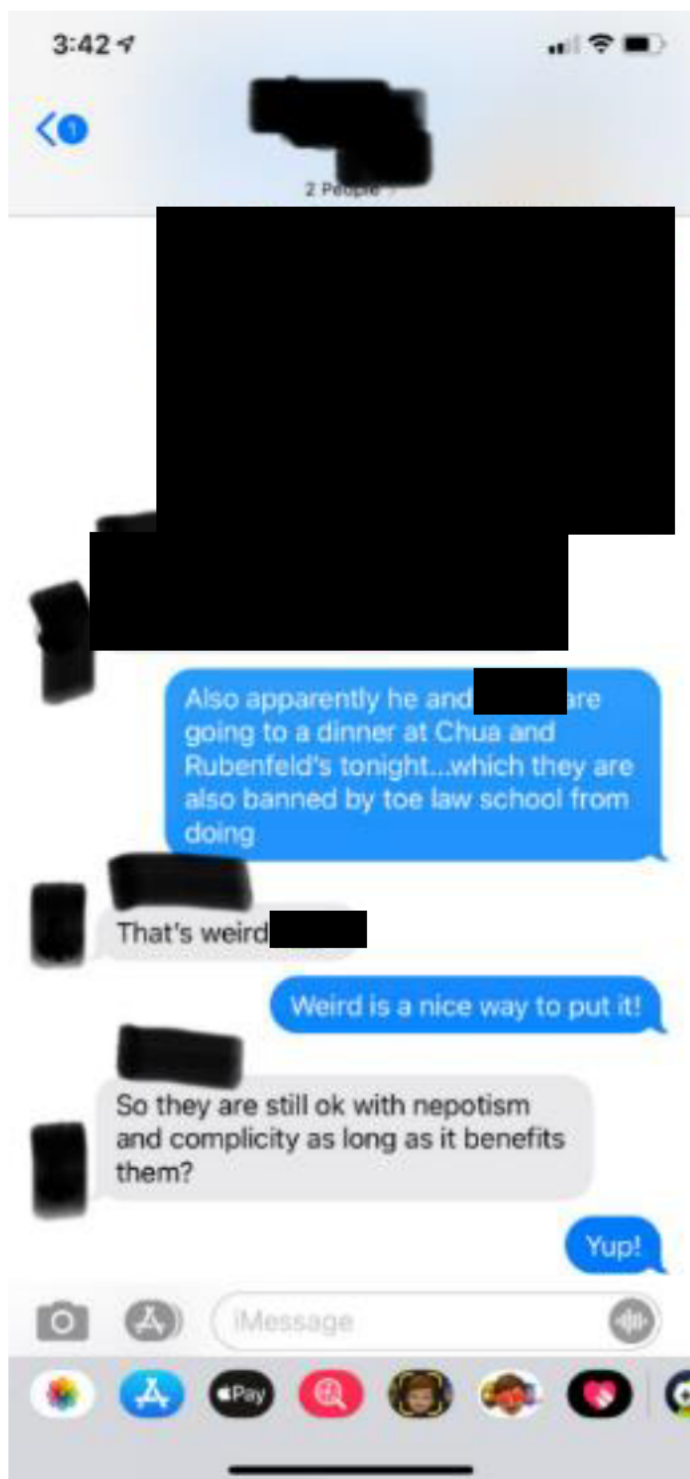 3:42
1
2 People
Also apparently he and are
going to a dinner at Chua and
Rubenfeld's tonight...which they are
also banned by toe law school from
doing
That's weird
Weird is a nice way to put it!
So they are still ok with nepotism
and complicity as long as it benefits
them?
Yup!
iMessage
Pay